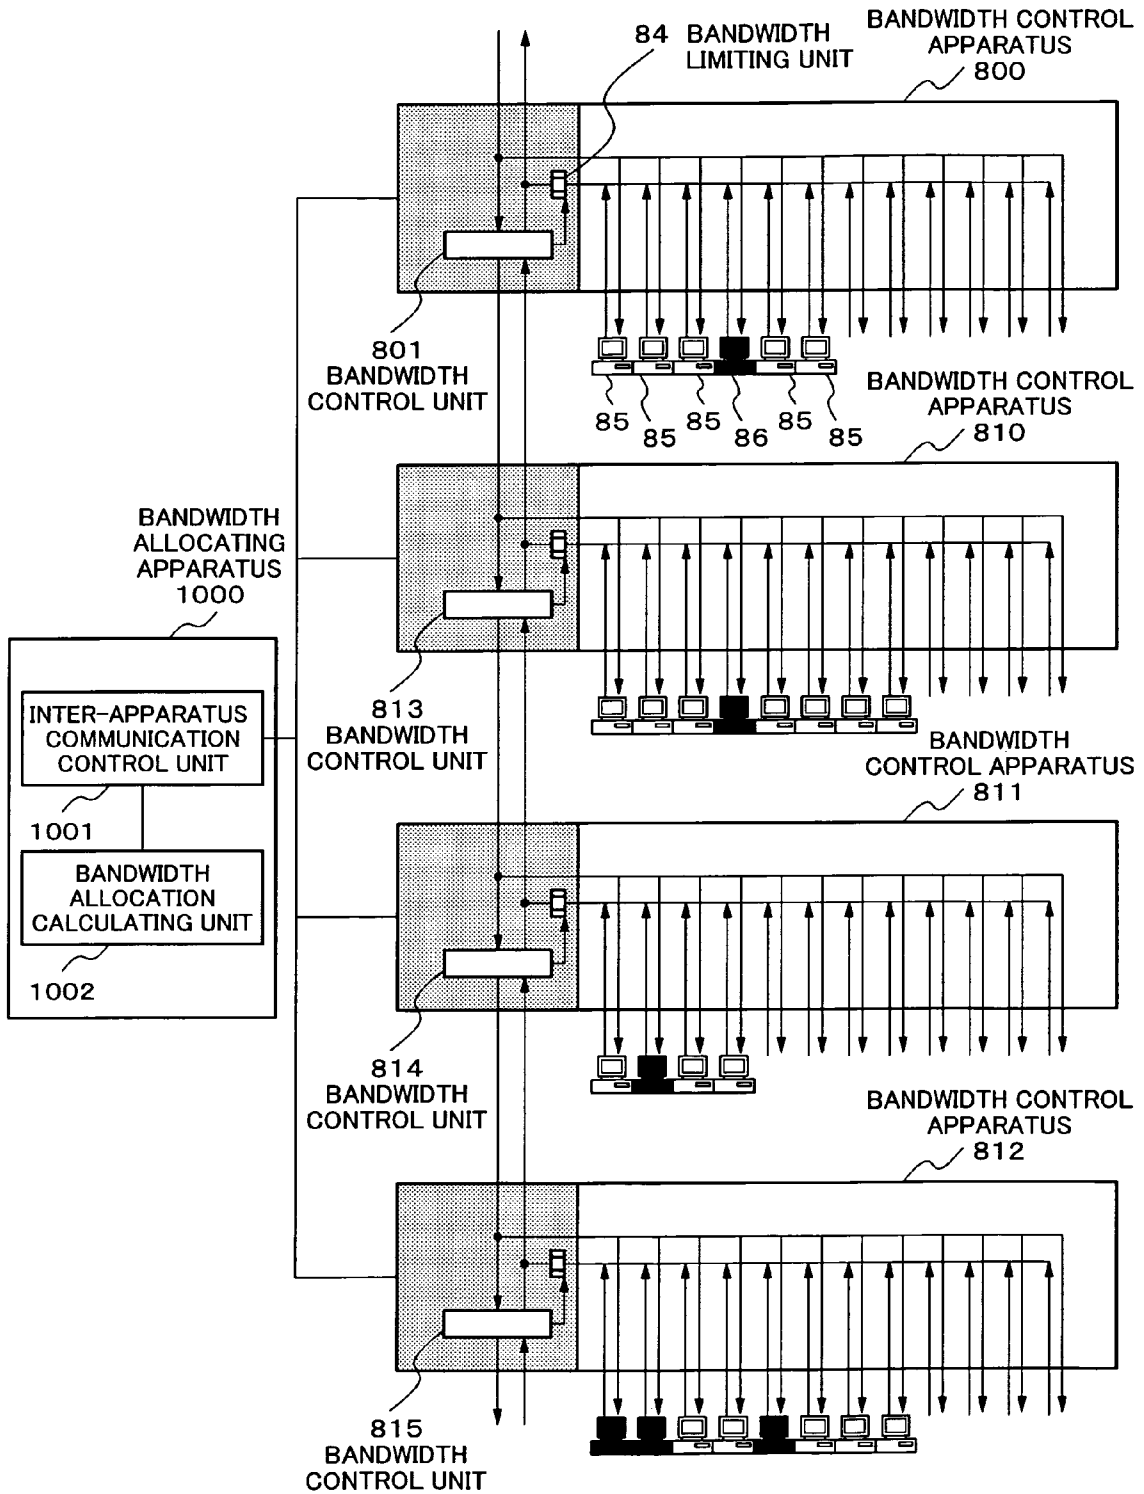 84 BANDWIDTH
LIMITING UNIT
BANDWIDTH CONTROL
APPARATUS
800
801
BANDWIDTH
CONTROL UNIT
85
85
85
86
85
85
BANDWIDTH CONTROL
APPARATUS
810
BANDWIDTH
ALLOCATING
APPARATUS
1000
INTER-APPARATUS
COMMUNICATION
CONTROL UNIT
1001
BANDWIDTH
ALLOCATION
CALCULATING UNIT
1002
813
BANDWIDTH
CONTROL UNIT
BANDWIDTH
CONTROL APPARATUS
811
814
BANDWIDTH
CONTROL UNIT
BANDWIDTH CONTROL
APPARATUS
812
815
BANDWIDTH
CONTROL UNIT